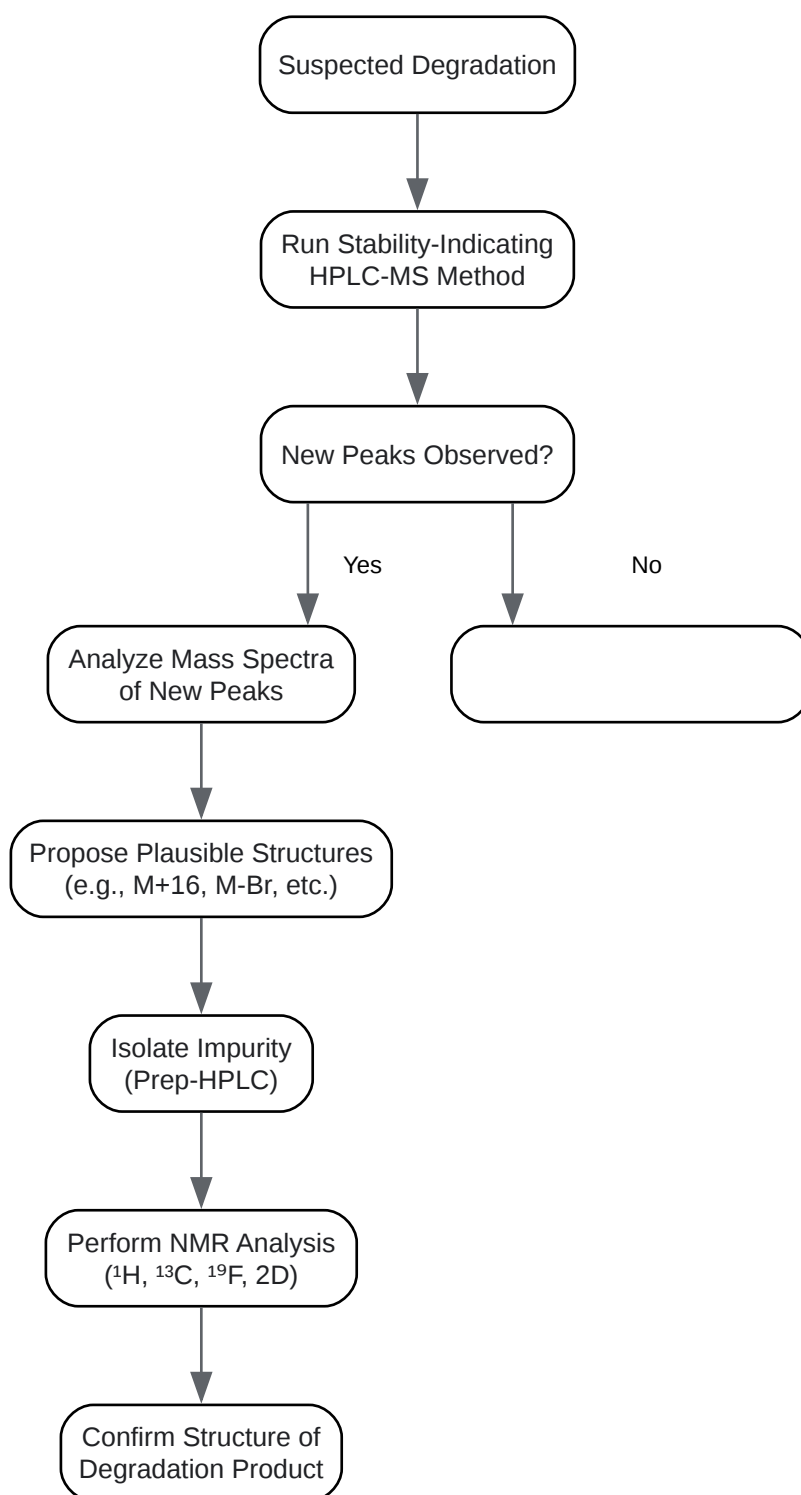 Suspected Degradation
Run Stability-Indicating
HPLC-MS Method
New Peaks Observed?
Yes
No
Analyze Mass Spectra
of New Peaks
Propose Plausible Structures
(e.g., M+16, M-Br, etc.)
Isolate Impurity
(Prep-HPLC)
Perform NMR Analysis
(¹H, ¹³C, ¹⁹F, 2D)
Confirm Structure of
Degradation Product